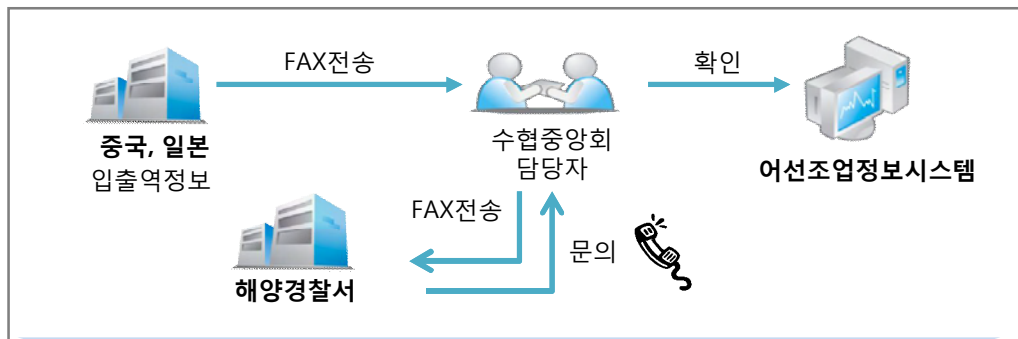 FAX전송
확인
중국, 일본
입출역정보
수협중앙회
담당자
어선조업정보시스템
FAX전송
문의
해양경찰서